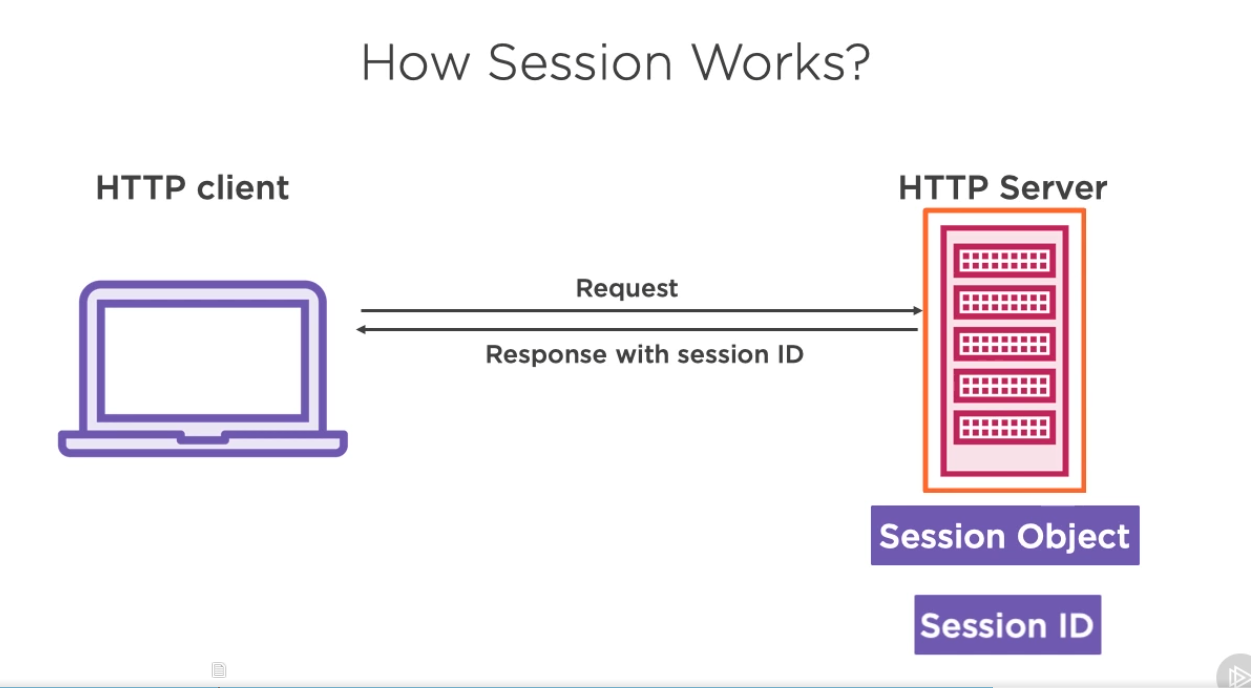 How Session Works?
HTTP client
HTTP Server
Request
Response with session ID
Session Object
Session ID